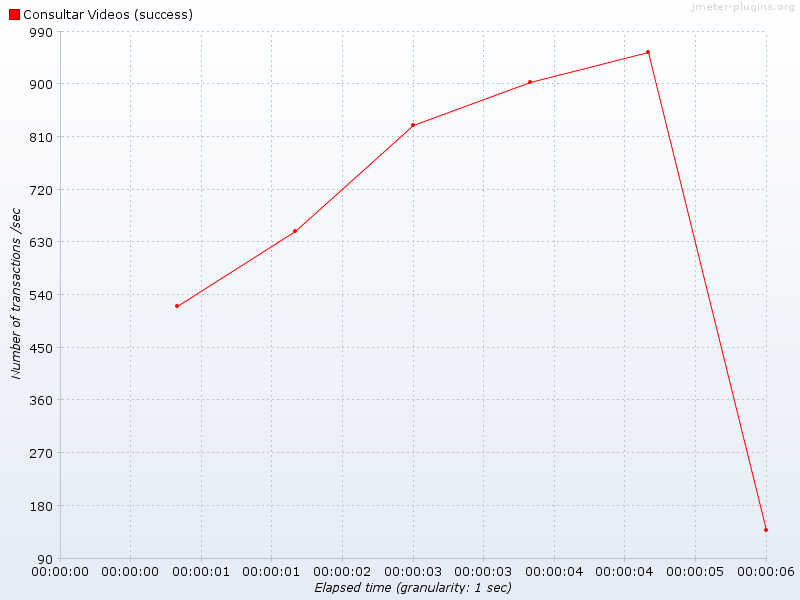 jmeter-plugins.org
Consultar Videos (success)
990
900
810
720
630
540
450
360
270
180
90
Number of transactions /sec
00:00:00 00:00:00 00:00:01 00:00:01 00:00:02 00:00:03 00:00:03 00:00:04 00:00:04 00:00:05 00:00:06
Elapsed time (granularity: 1 sec)